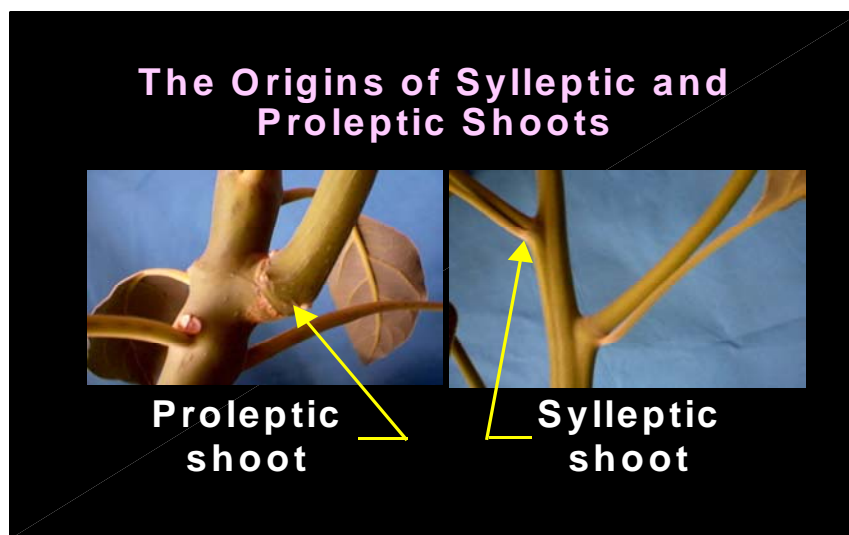 The Origins of Sylleptic and
Proleptic Shoots
Proleptic
shoot
Sylleptic
shoot